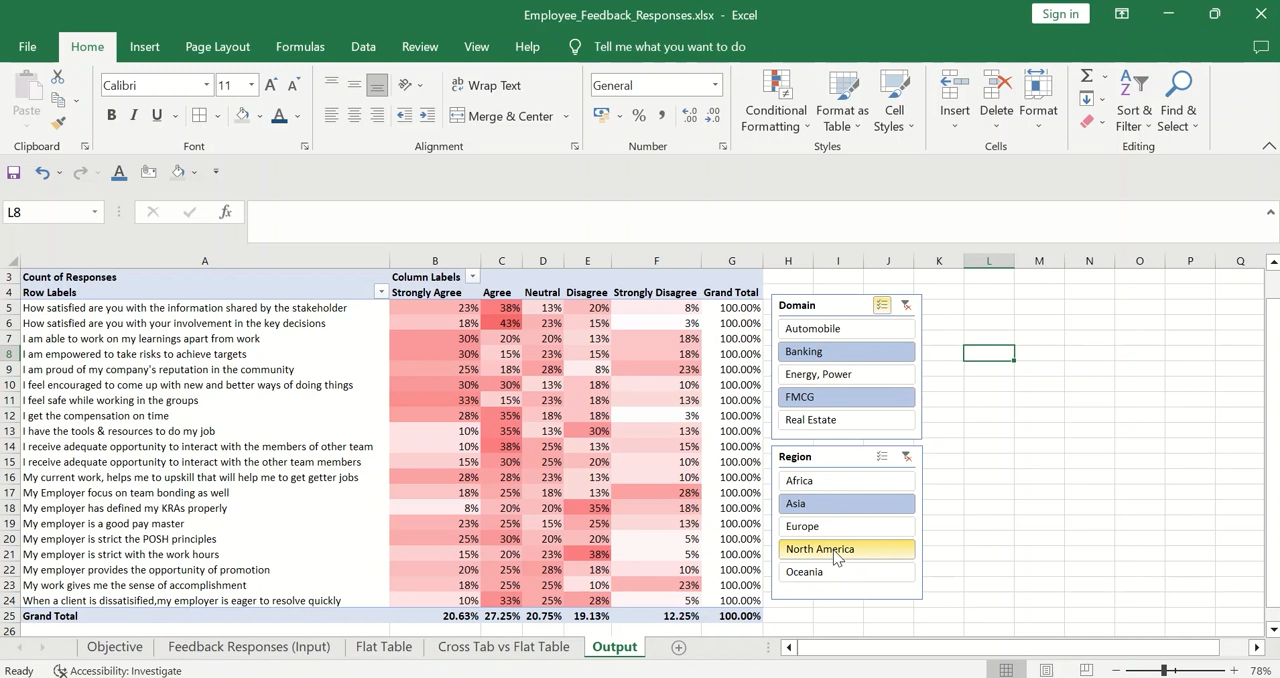 Employee_Feedback_Responses.xlsx - Excel
Sign in
File Home Insert Page Layout Formulas Data Review View Help Tell me what you want to do
Paste
Calibri 11
B I U
A A
Wrap Text
Merge & Center
General
Conditional Formatting
Format as Table
Cell Styles
Insert Delete Format
Sort & Filter
Find & Select
Clipboard Font Alignment Number Styles Cells Editing
L8 fx
A B C D E F G H I J K L M N O P Q
3 Count of Responses Column Labels
4 Row Labels Strongly Agree Agree Neutral Disagree Strongly Disagree Grand Total
5 How satisfied are you with the information shared by the stakeholder 23% 38% 13% 20% 8% 100.00%
6 How satisfied are you with your involvement in the key decisions 18% 43% 23% 15% 3% 100.00%
7 I am able to work on my learnings apart from work 30% 20% 20% 13% 18% 100.00%
8 I am empowered to take risks to achieve targets 30% 15% 23% 15% 18% 100.00%
9 I am proud of my company's reputation in the community 25% 18% 28% 8% 23% 100.00%
10 I feel encouraged to come up with new and better ways of doing things 30% 30% 13% 18% 10% 100.00%
11 I feel safe while working in the groups 33% 15% 23% 18% 13% 100.00%
12 I get the compensation on time 28% 35% 18% 18% 3% 100.00%
13 I have the tools & resources to do my job 10% 35% 13% 30% 13% 100.00%
14 I receive adequate opportunity to interact with the members of other team 10% 38% 25% 13% 15% 100.00%
15 I receive adequate opportunity to interact with the other team members 15% 30% 25% 20% 10% 100.00%
16 My current work, helps me to upskill that will help me to get getter jobs 28% 28% 23% 13% 10% 100.00%
17 My Employer focus on team bonding as well 18% 25% 18% 13% 28% 100.00%
18 My employer has defined my KRAs properly 8% 20% 20% 35% 18% 100.00%
19 My employer is a good pay master 23% 25% 15% 25% 13% 100.00%
20 My employer is strict the POSH principles 25% 30% 20% 20% 5% 100.00%
21 My employer is strict with the work hours 15% 20% 23% 38% 5% 100.00%
22 My employer provides the opportunity of promotion 20% 25% 28% 18% 10% 100.00%
23 My work gives me the sense of accomplishment 18% 25% 25% 10% 23% 100.00%
24 When a client is dissatisified,my employer is eager to resolve quickly 10% 33% 25% 28% 5% 100.00%
25 Grand Total 20.63% 27.25% 20.75% 19.13% 12.25% 100.00%
26
Domain
Automobile
Banking
Energy, Power
FMCG
Real Estate
Region
Africa
Asia
Europe
North America
Oceania
Objective Feedback Responses (Input) Flat Table Cross Tab vs Flat Table Output
Ready Accessibility: Investigate 78%